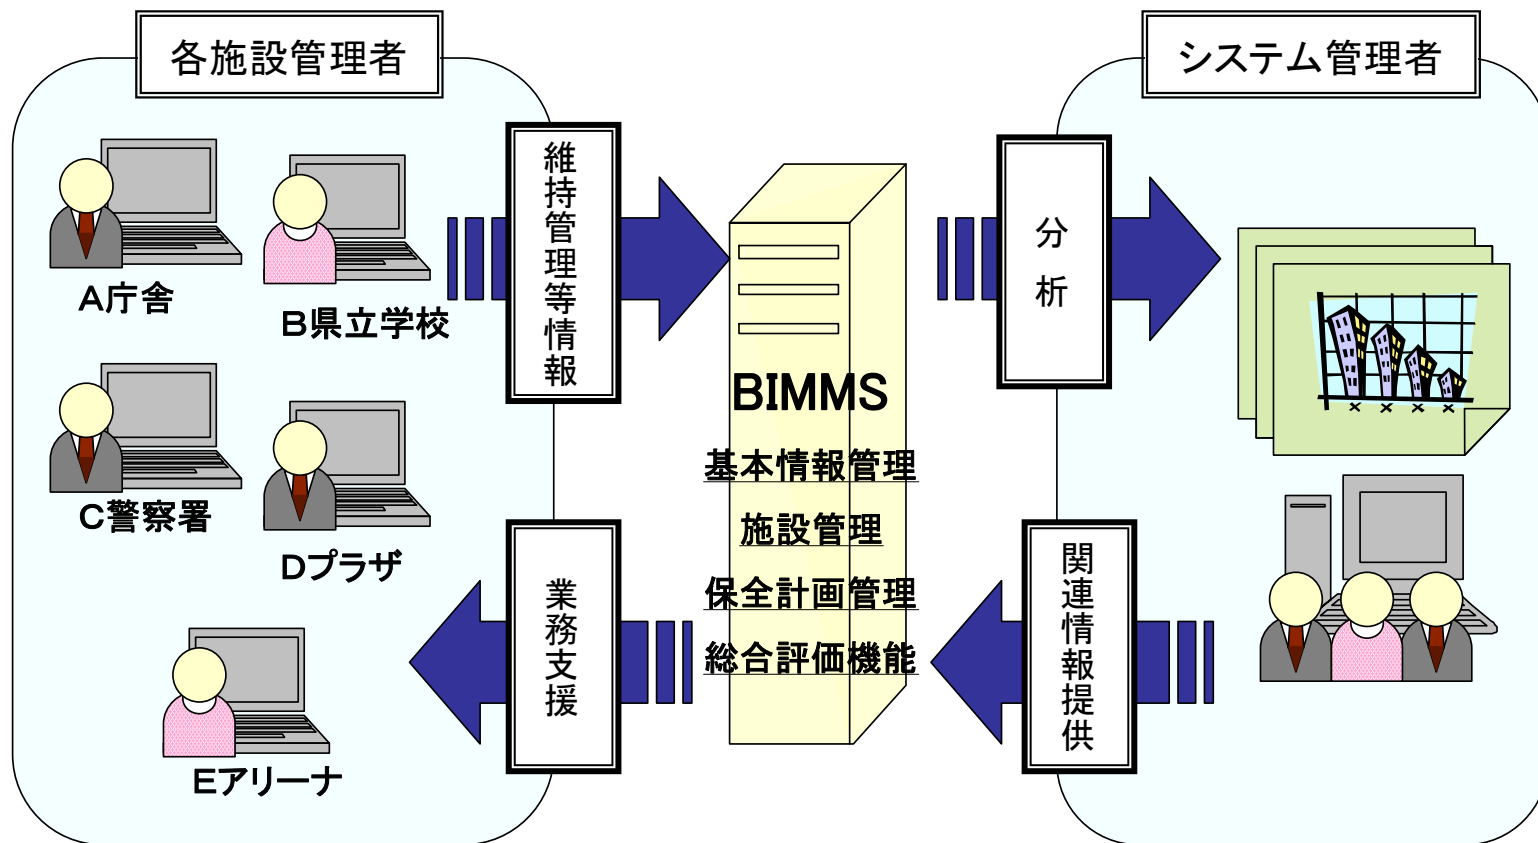 各施設管理者
システム管理者
維持管理等情報
分析
A庁舎
B県立学校
C警察署
Dプラザ
Eアリーナ
BIMMS
基本情報管理
施設管理
保全計画管理
総合評価機能
業務支援
関連情報提供